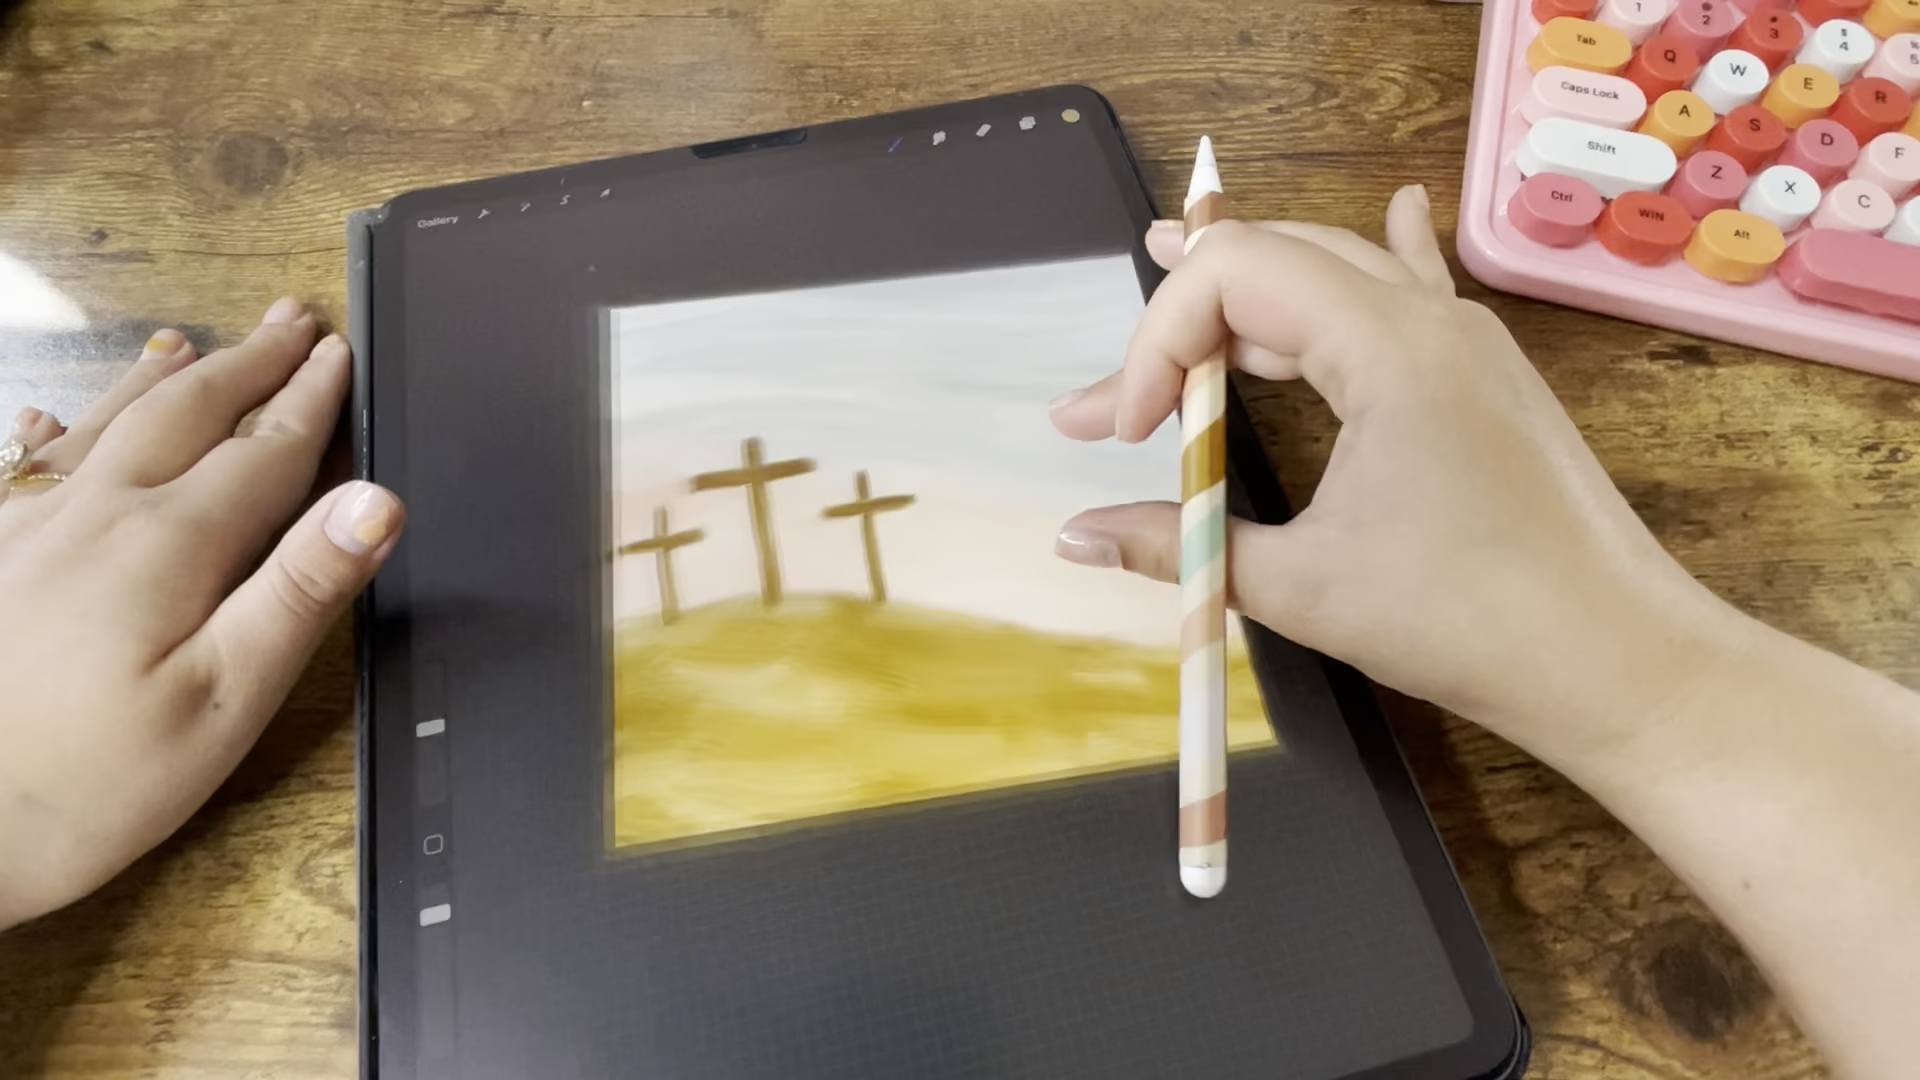 1 2 3 $ 4 % 5
Tab Q W E R
Caps Lock A S D F
Shift Z X C
Ctrl WIN Alt
Gallery